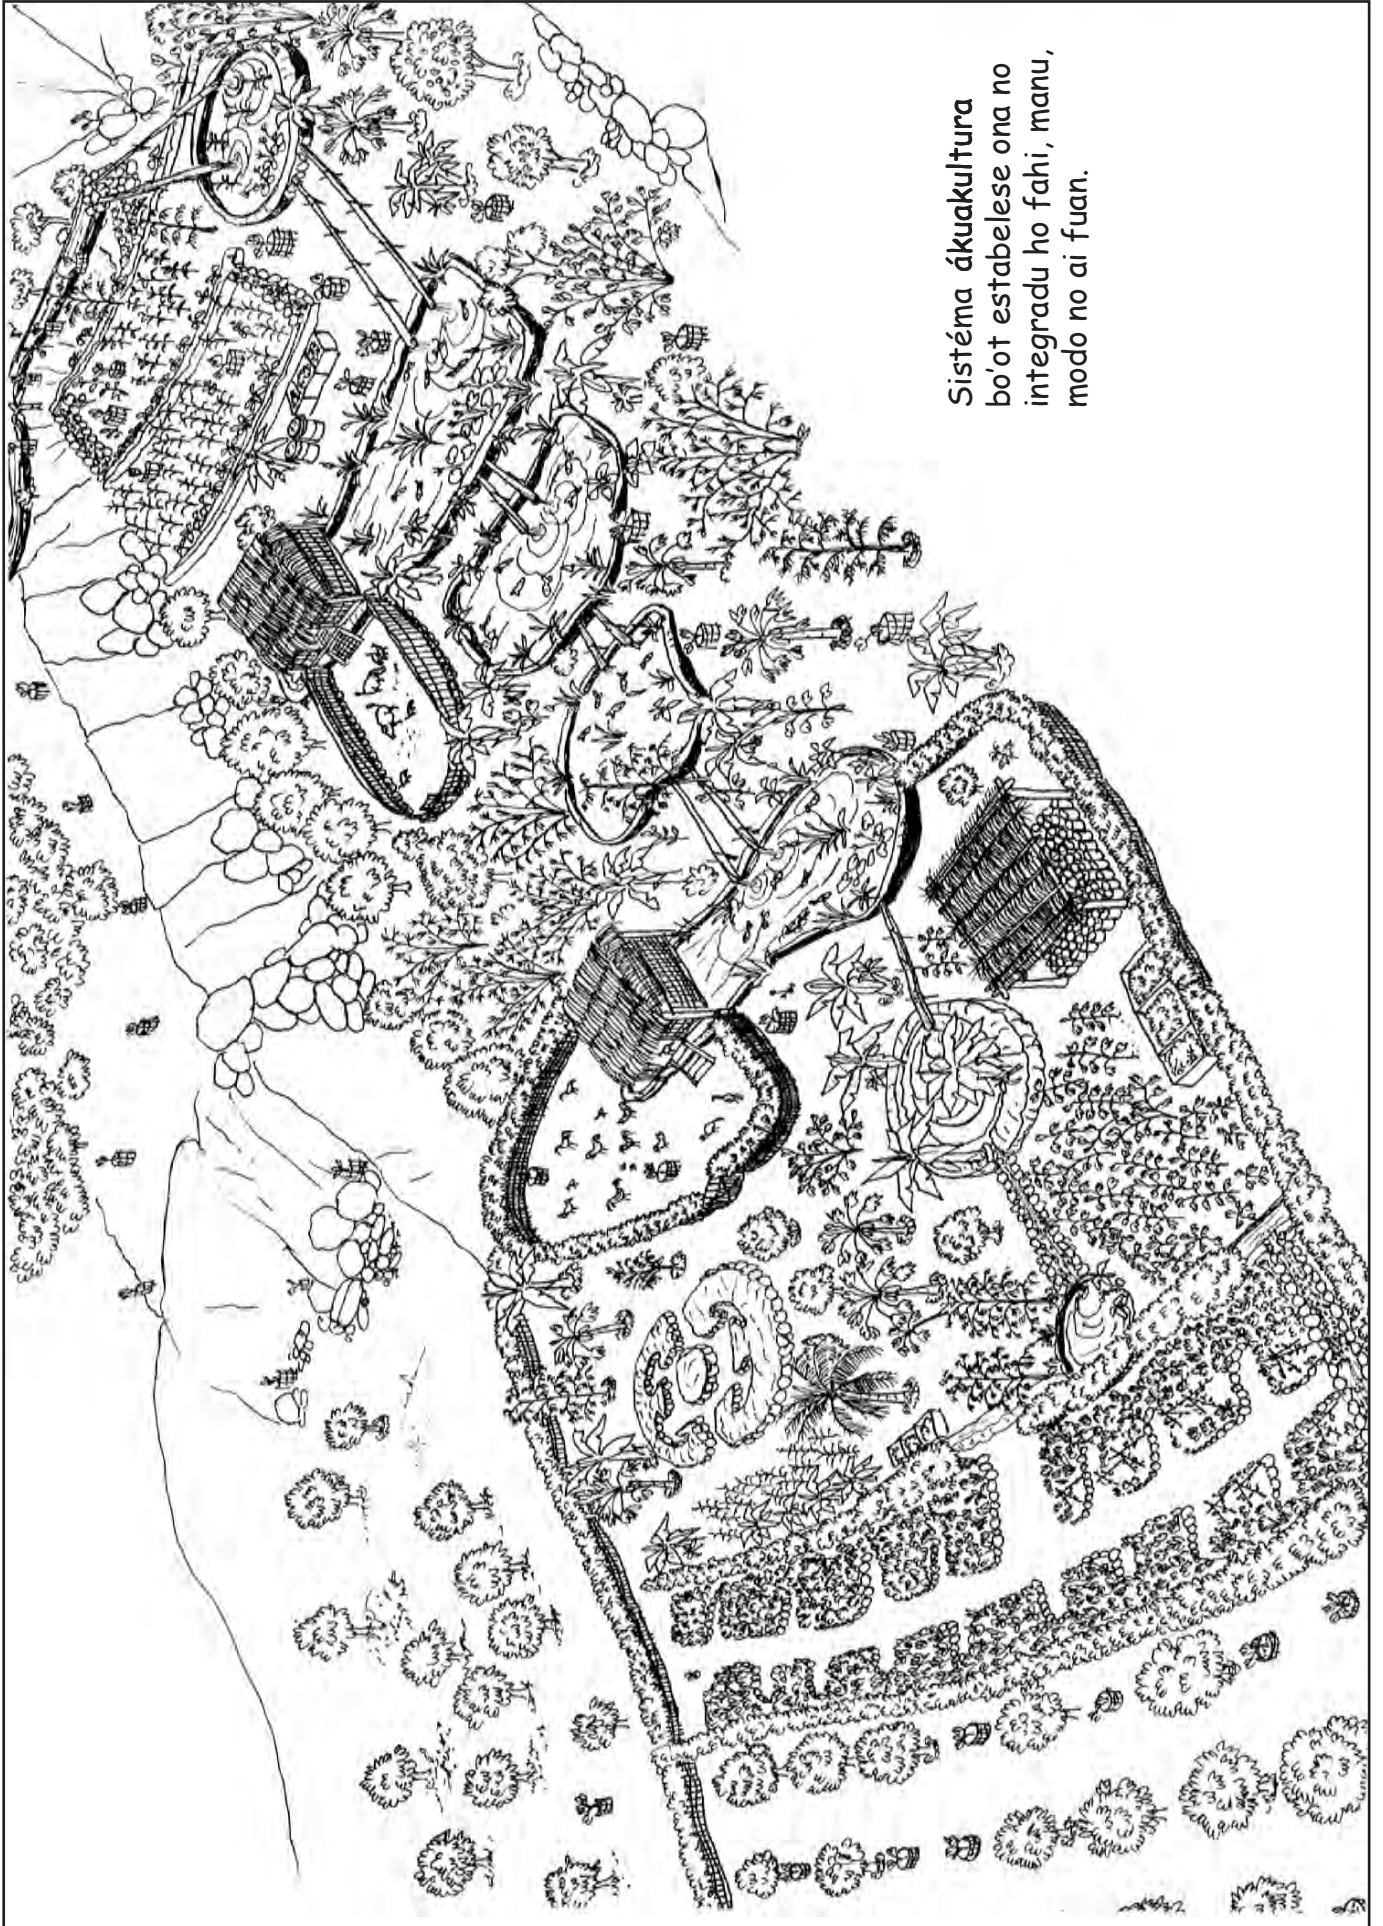 Sistéma ákuakultura
bo'ot estabelese ona no
integradu ho fahi, manu,
modo no ai fuan.